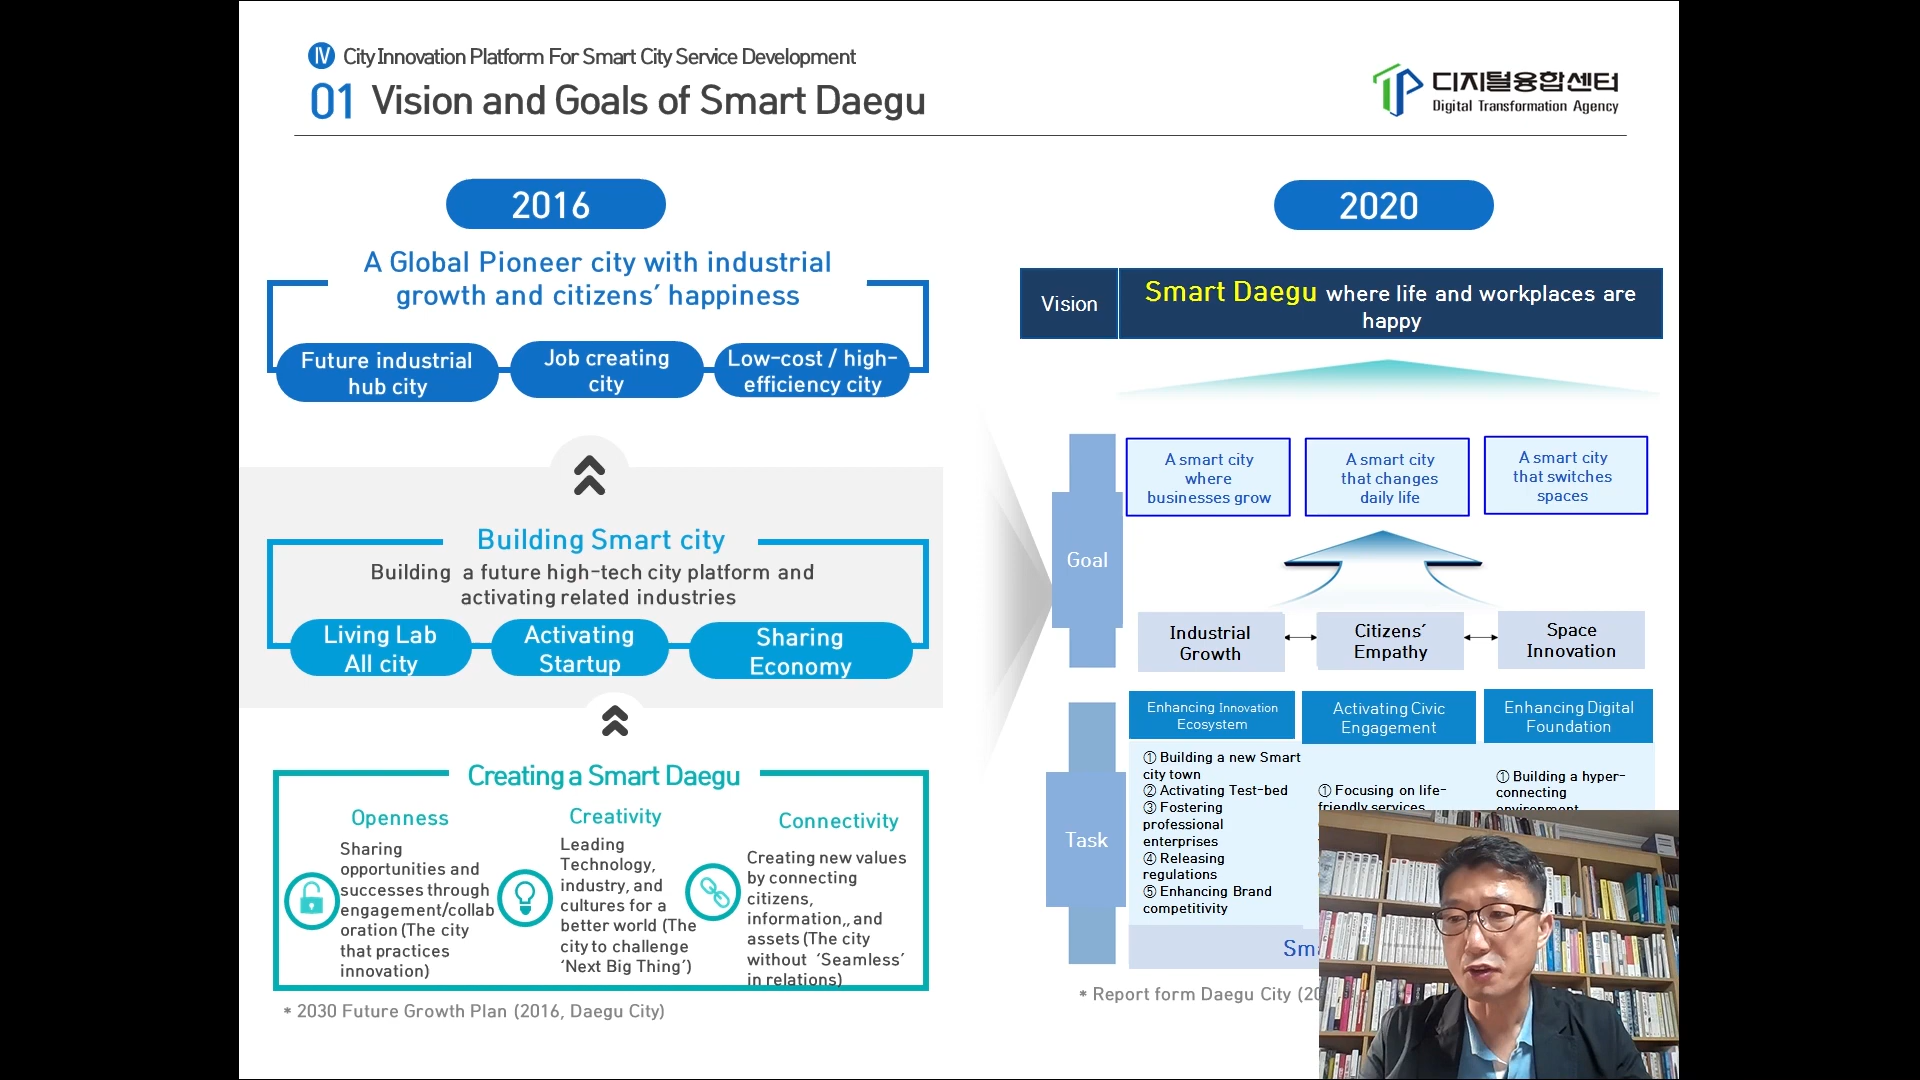 IV City Innovation Platform For Smart City Service Development
01 Vision and Goals of Smart Daegu
디지털융합센터
Digital Transformation Agency
2016
A Global Pioneer city with industrial
growth and citizens´ happiness
Future industrial
hub city
Job creating
city
Low-cost / high-
efficiency city
Building Smart city
Building a future high-tech city platform and
activating related industries
Living Lab
All city
Activating
Startup
Sharing
Economy
Creating a Smart Daegu
Openness
Sharing
opportunities and
successes through
engagement/collab
oration (The city
that practices
innovation)
Creativity
Leading
Technology,
industry, and
cultures for a
better world (The
city to challenge
‘Next Big Thing’)
Connectivity
Creating new values
by connecting
citizens,
information,, and
assets (The city
without ‘Seamless’
in relations)
* 2030 Future Growth Plan (2016, Daegu City)
2020
Vision
Smart Daegu where life and workplaces are
happy
Goal
A smart city
where
businesses grow
A smart city
that changes
daily life
A smart city
that switches
spaces
Industrial
Growth
Citizens´
Empathy
Space
Innovation
Task
Enhancing Innovation
Ecosystem
Activating Civic
Engagement
Enhancing Digital
Foundation
① Building a new Smart
city town
② Activating Test-bed
③ Fostering
professional
enterprises
④ Releasing
regulations
⑤ Enhancing Brand
competitivity
① Focusing on life-
friendly services
① Building a hyper-
connecting
environment
* Report form Daegu City